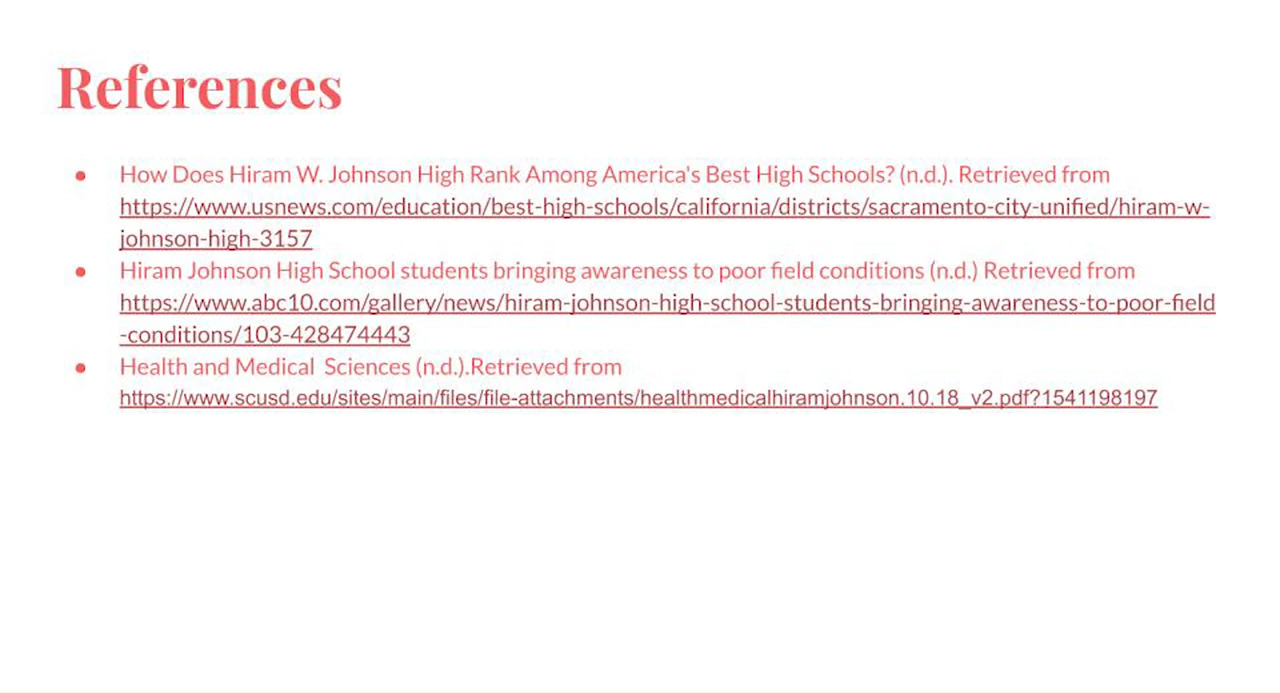 References
How Does Hiram W. Johnson High Rank Among America's Best High Schools? (n.d.). Retrieved from
https://www.usnews.com/education/best-high-schools/california/districts/sacramento-city-unified/hiram-w-
johnson-high-3157
Hiram Johnson High School students bringing awareness to poor field conditions (n.d.) Retrieved from
https://www.abc10.com/gallery/news/hiram-johnson-high-school-students-bringing-awareness-to-poor-field
-conditions/103-428474443
Health and Medical  Sciences (n.d.).Retrieved from
https://www.scusd.edu/sites/main/files/file-attachments/healthmedicalhiramjohnson.10.18_v2.pdf?1541198197